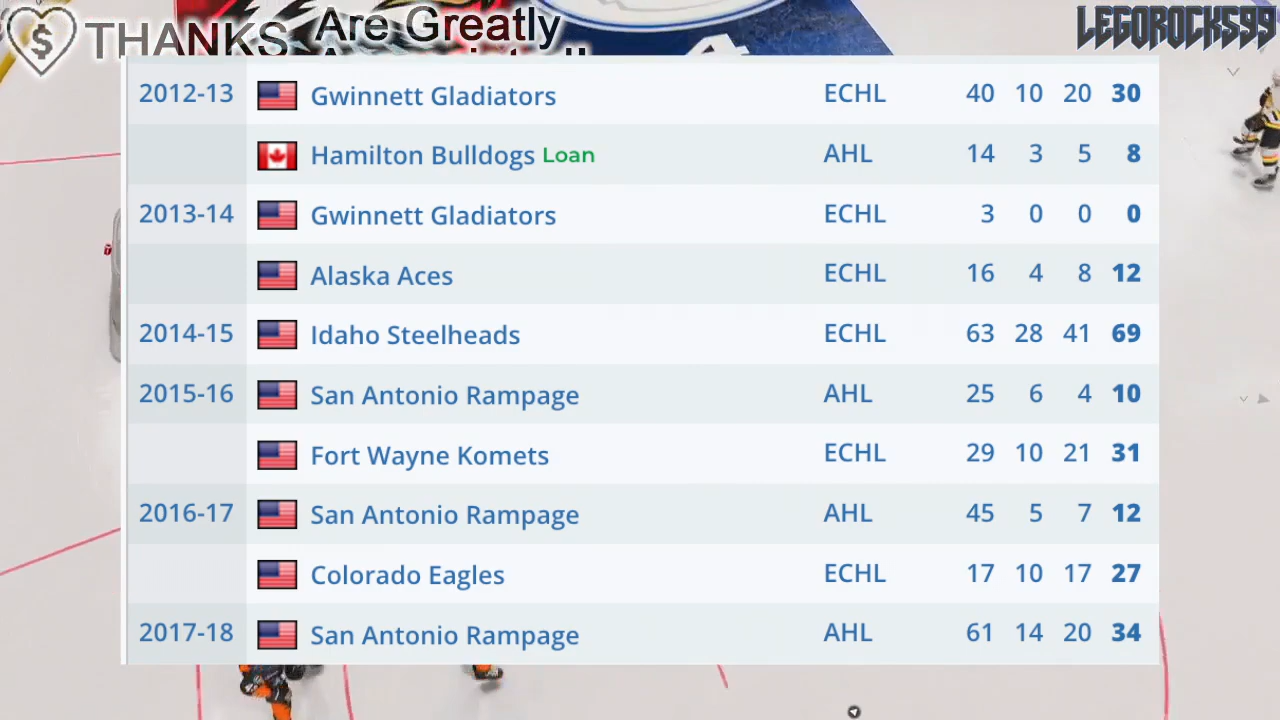 THANKS Are Greatly
LEGOROCKS99
2012-13 Gwinnett Gladiators ECHL 40 10 20 30
Hamilton Bulldogs Loan AHL 14 3 5 8
2013-14 Gwinnett Gladiators ECHL 3 0 0 0
Alaska Aces ECHL 16 4 8 12
2014-15 Idaho Steelheads ECHL 63 28 41 69
2015-16 San Antonio Rampage AHL 25 6 4 10
Fort Wayne Komets ECHL 29 10 21 31
2016-17 San Antonio Rampage AHL 45 5 7 12
Colorado Eagles ECHL 17 10 17 27
2017-18 San Antonio Rampage AHL 61 14 20 34